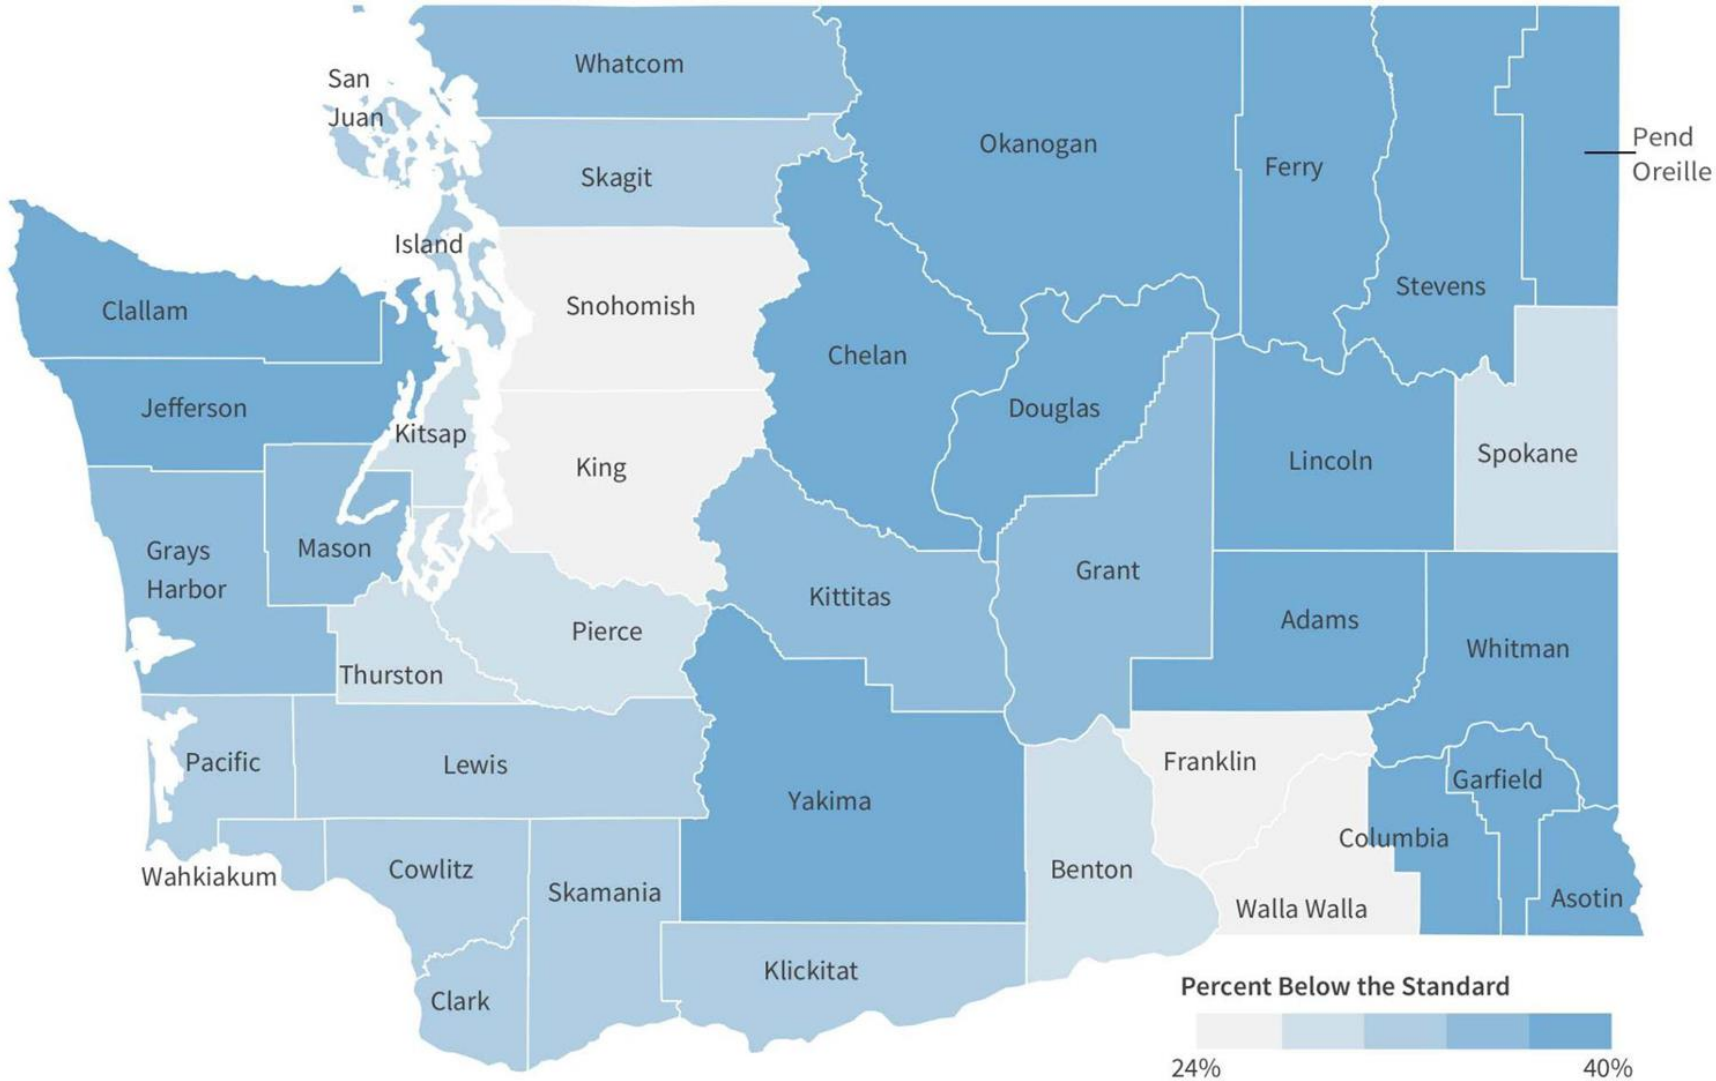 Whatcom
San
Juan
Okanogan
Pend
Oreille
Ferry
Skagit
Island
Stevens
Clallam
Snohomish
Chelan
Jefferson
Douglas
Kitsap
Lincoln
Spokane
King
Grays
Harbor
Mason
Grant
Kittitas
Adams
Pierce
Whitman
Thurston
Pacific
Lewis
Franklin
Garfield
Yakima
Columbia
Wahkiakum
Cowlitz
Benton
Skamania
Asotin
Walla Walla
Klickitat
Clark
Percent Below the Standard
24%
40%